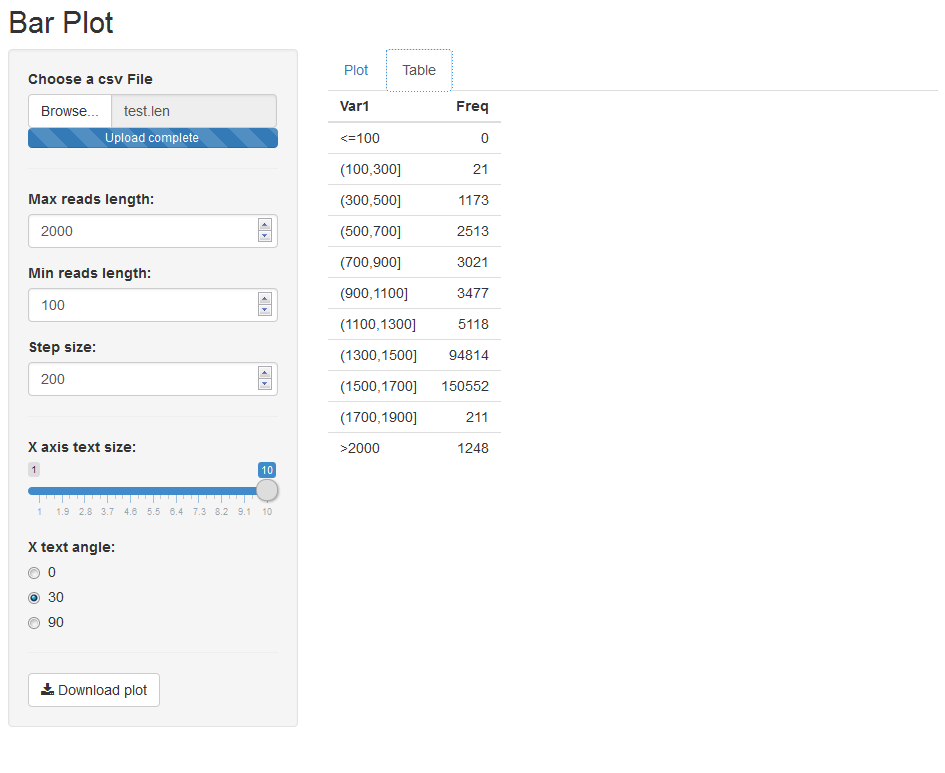 Bar Plot
Choose a csv File
Browse... test.len
Upload complete
Max reads length:
2000
Min reads length:
100
Step size:
200
X axis text size:
1 10
1 1.9 2.8 3.7 4.6 5.5 6.4 7.3 8.2 9.1 10
X text angle:
0
30
90
Download plot
Plot Table
Var1 Freq
<=100 0
(100,300] 21
(300,500] 1173
(500,700] 2513
(700,900] 3021
(900,1100] 3477
(1100,1300] 5118
(1300,1500] 94814
(1500,1700] 150552
(1700,1900] 211
>2000 1248